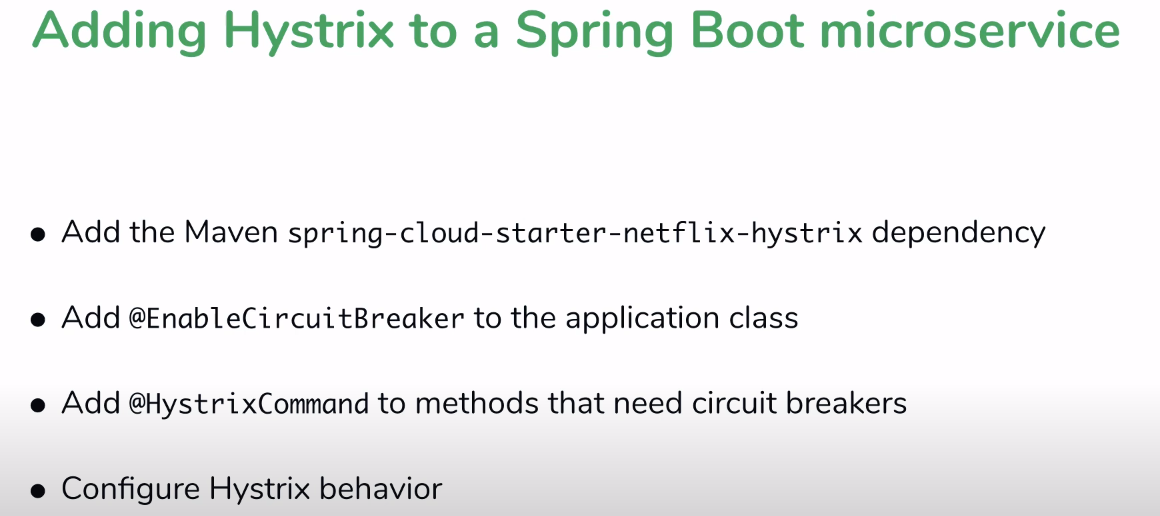 Adding Hystrix to a Spring Boot microservice
● Add the Maven spring-cloud-starter-netflix-hystrix dependency
● Add @EnableCircuitBreaker to the application class
● Add @HystrixCommand to methods that need circuit breakers
● Configure Hystrix behavior